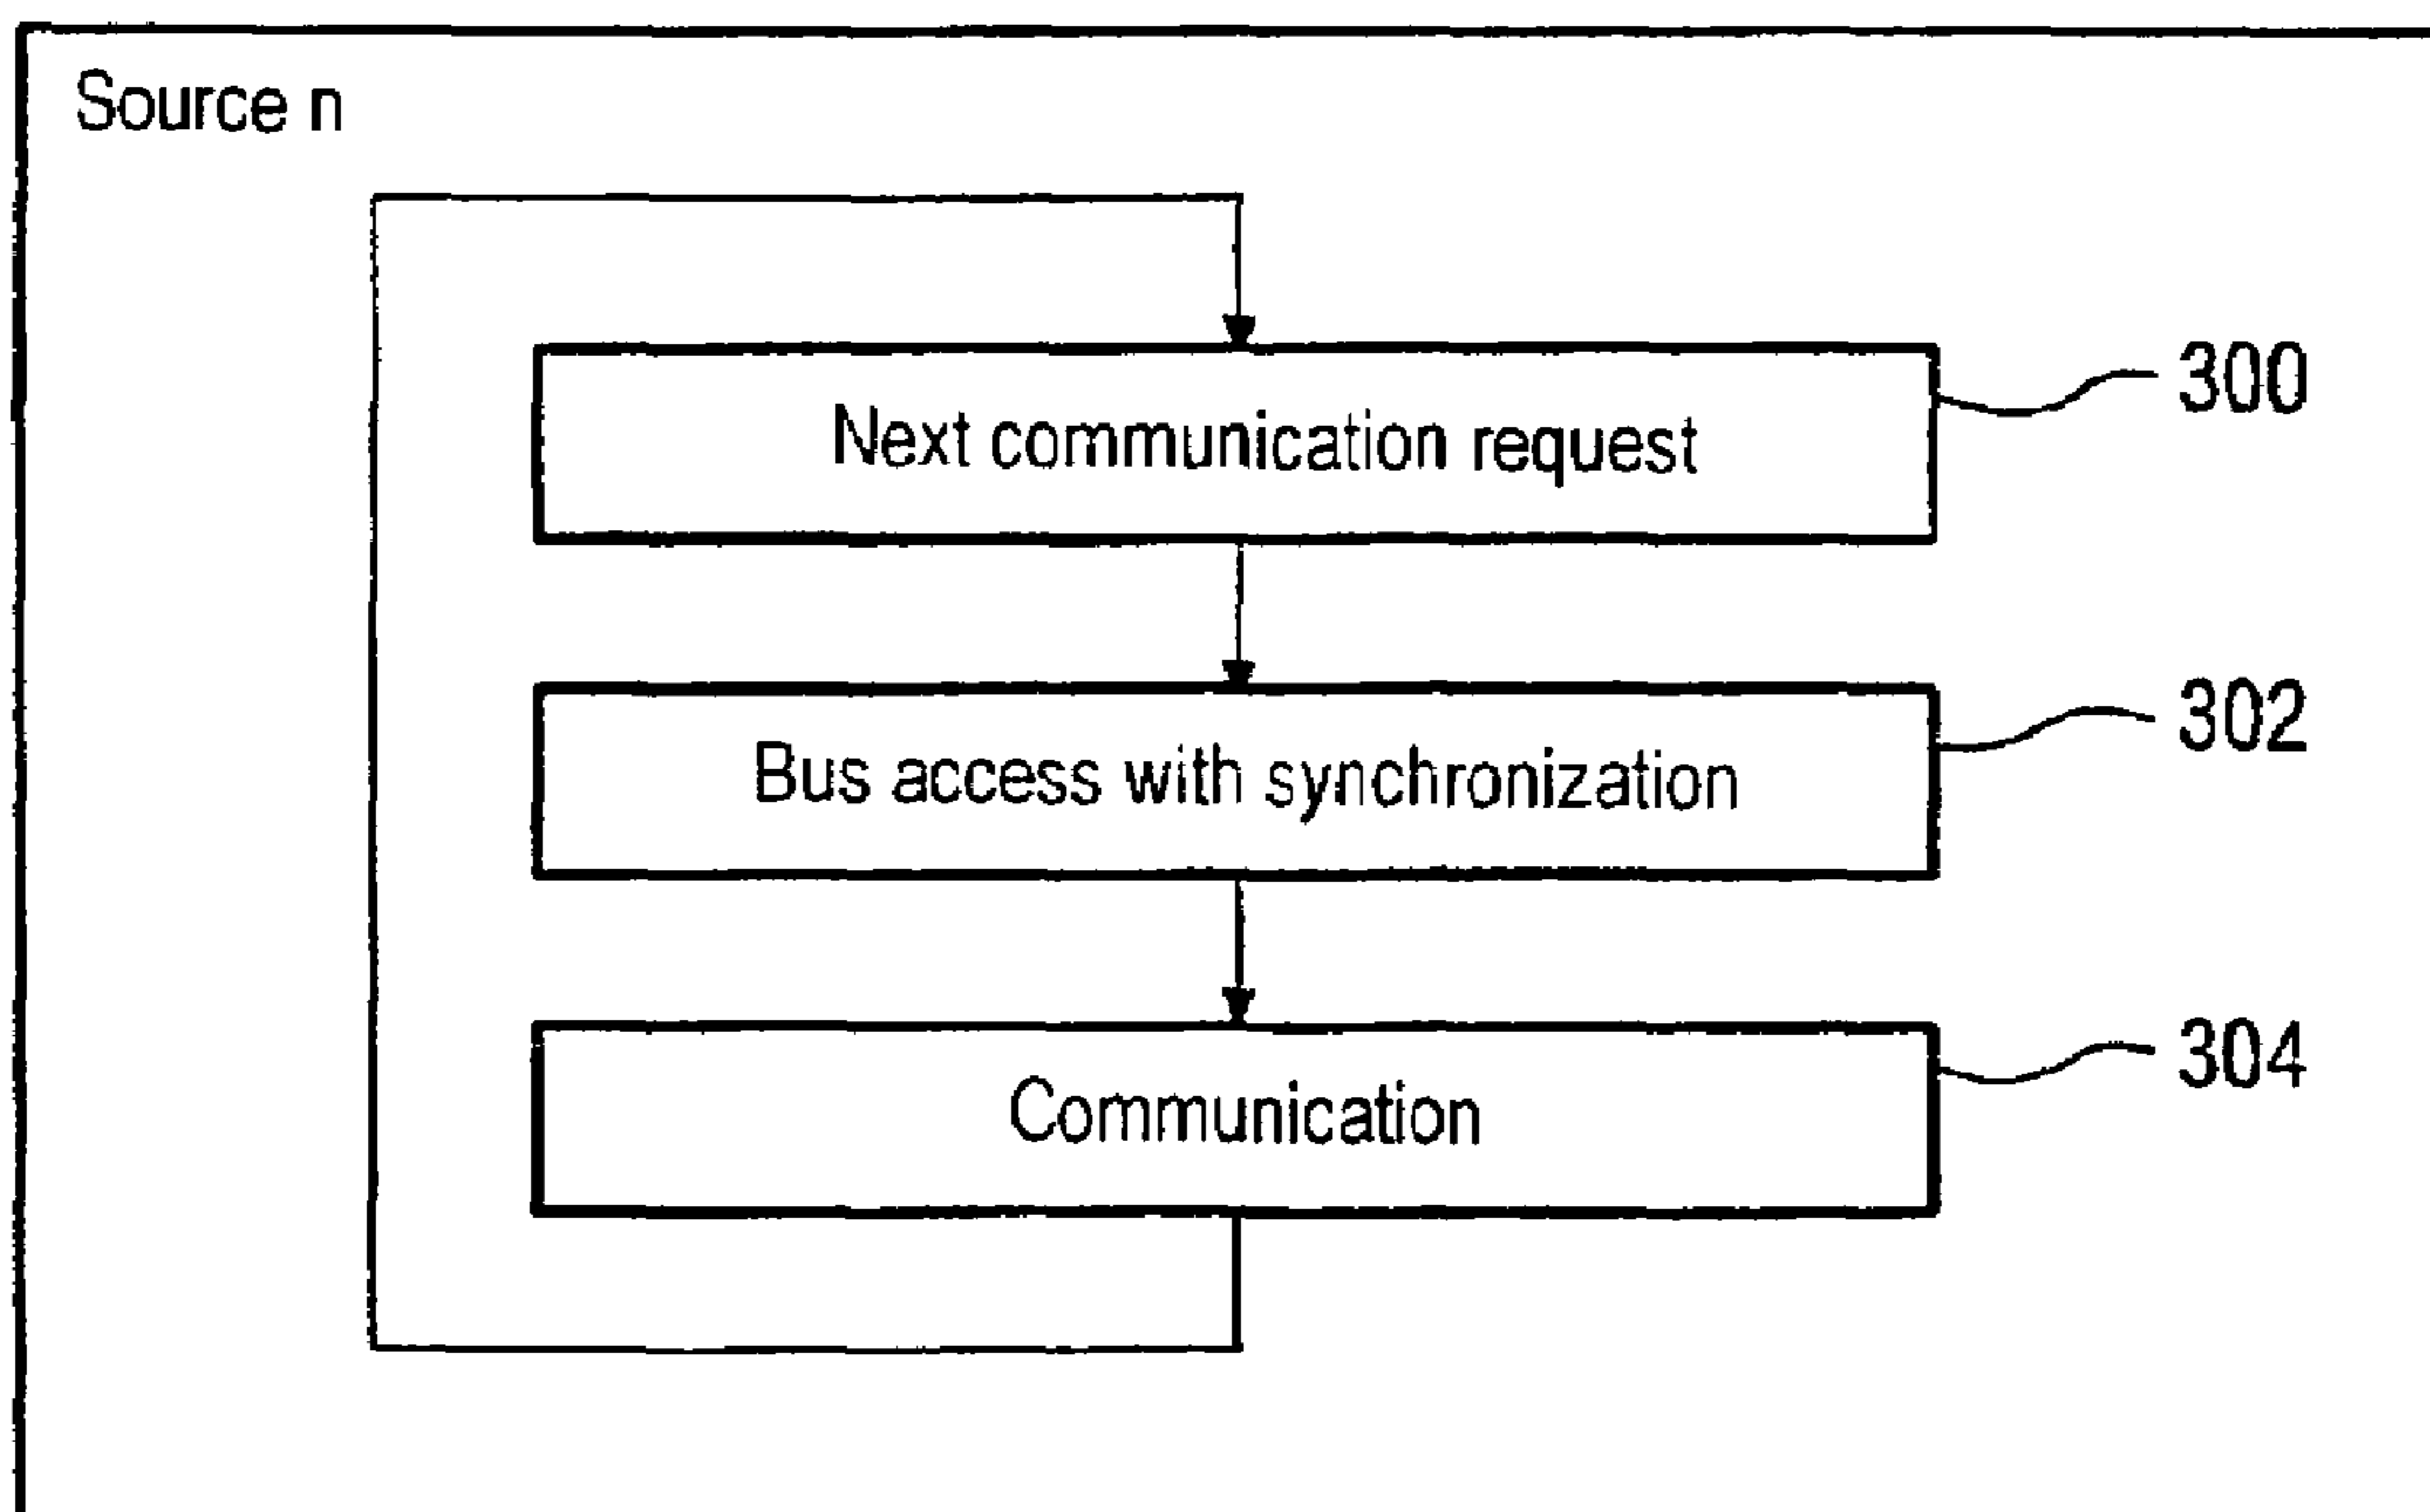 Source n
Next communication request
300
Bus access with synchronization
302
Communication
304